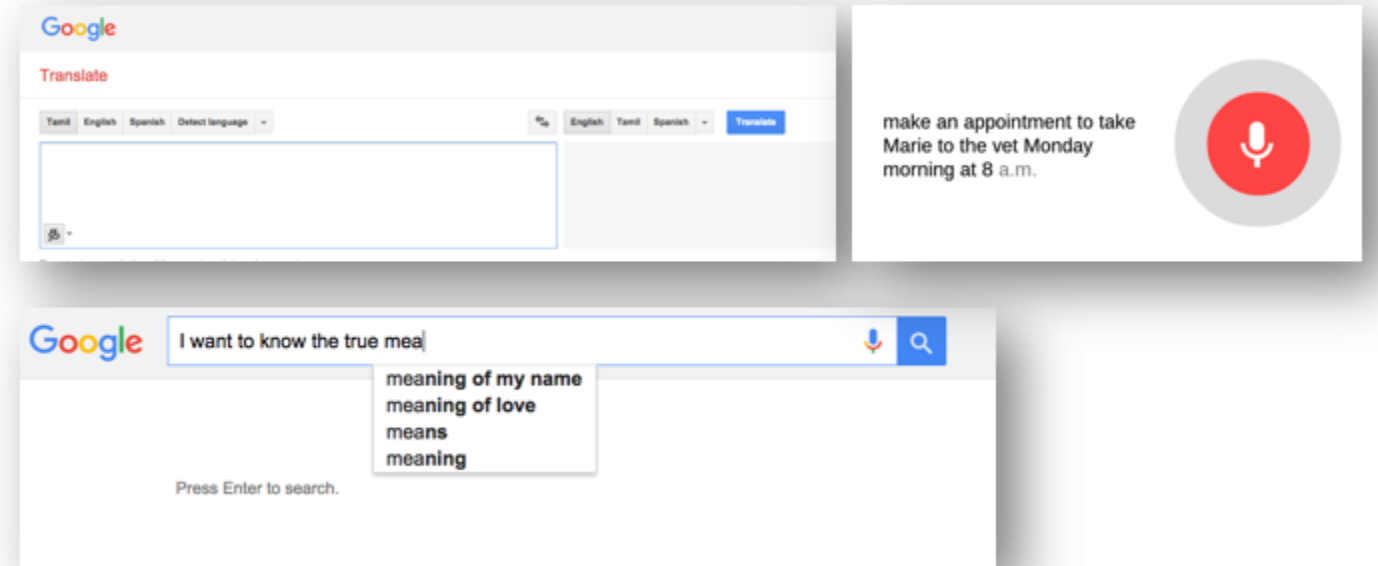 Google
Translate
Tamil English Spanish Detect language
English Tamil Spanish Translate
make an appointment to take
Marie to the vet Monday
morning at 8 a.m.
Google
I want to know the true mea
meaning of my name
meaning of love
means
meaning
Press Enter to search.